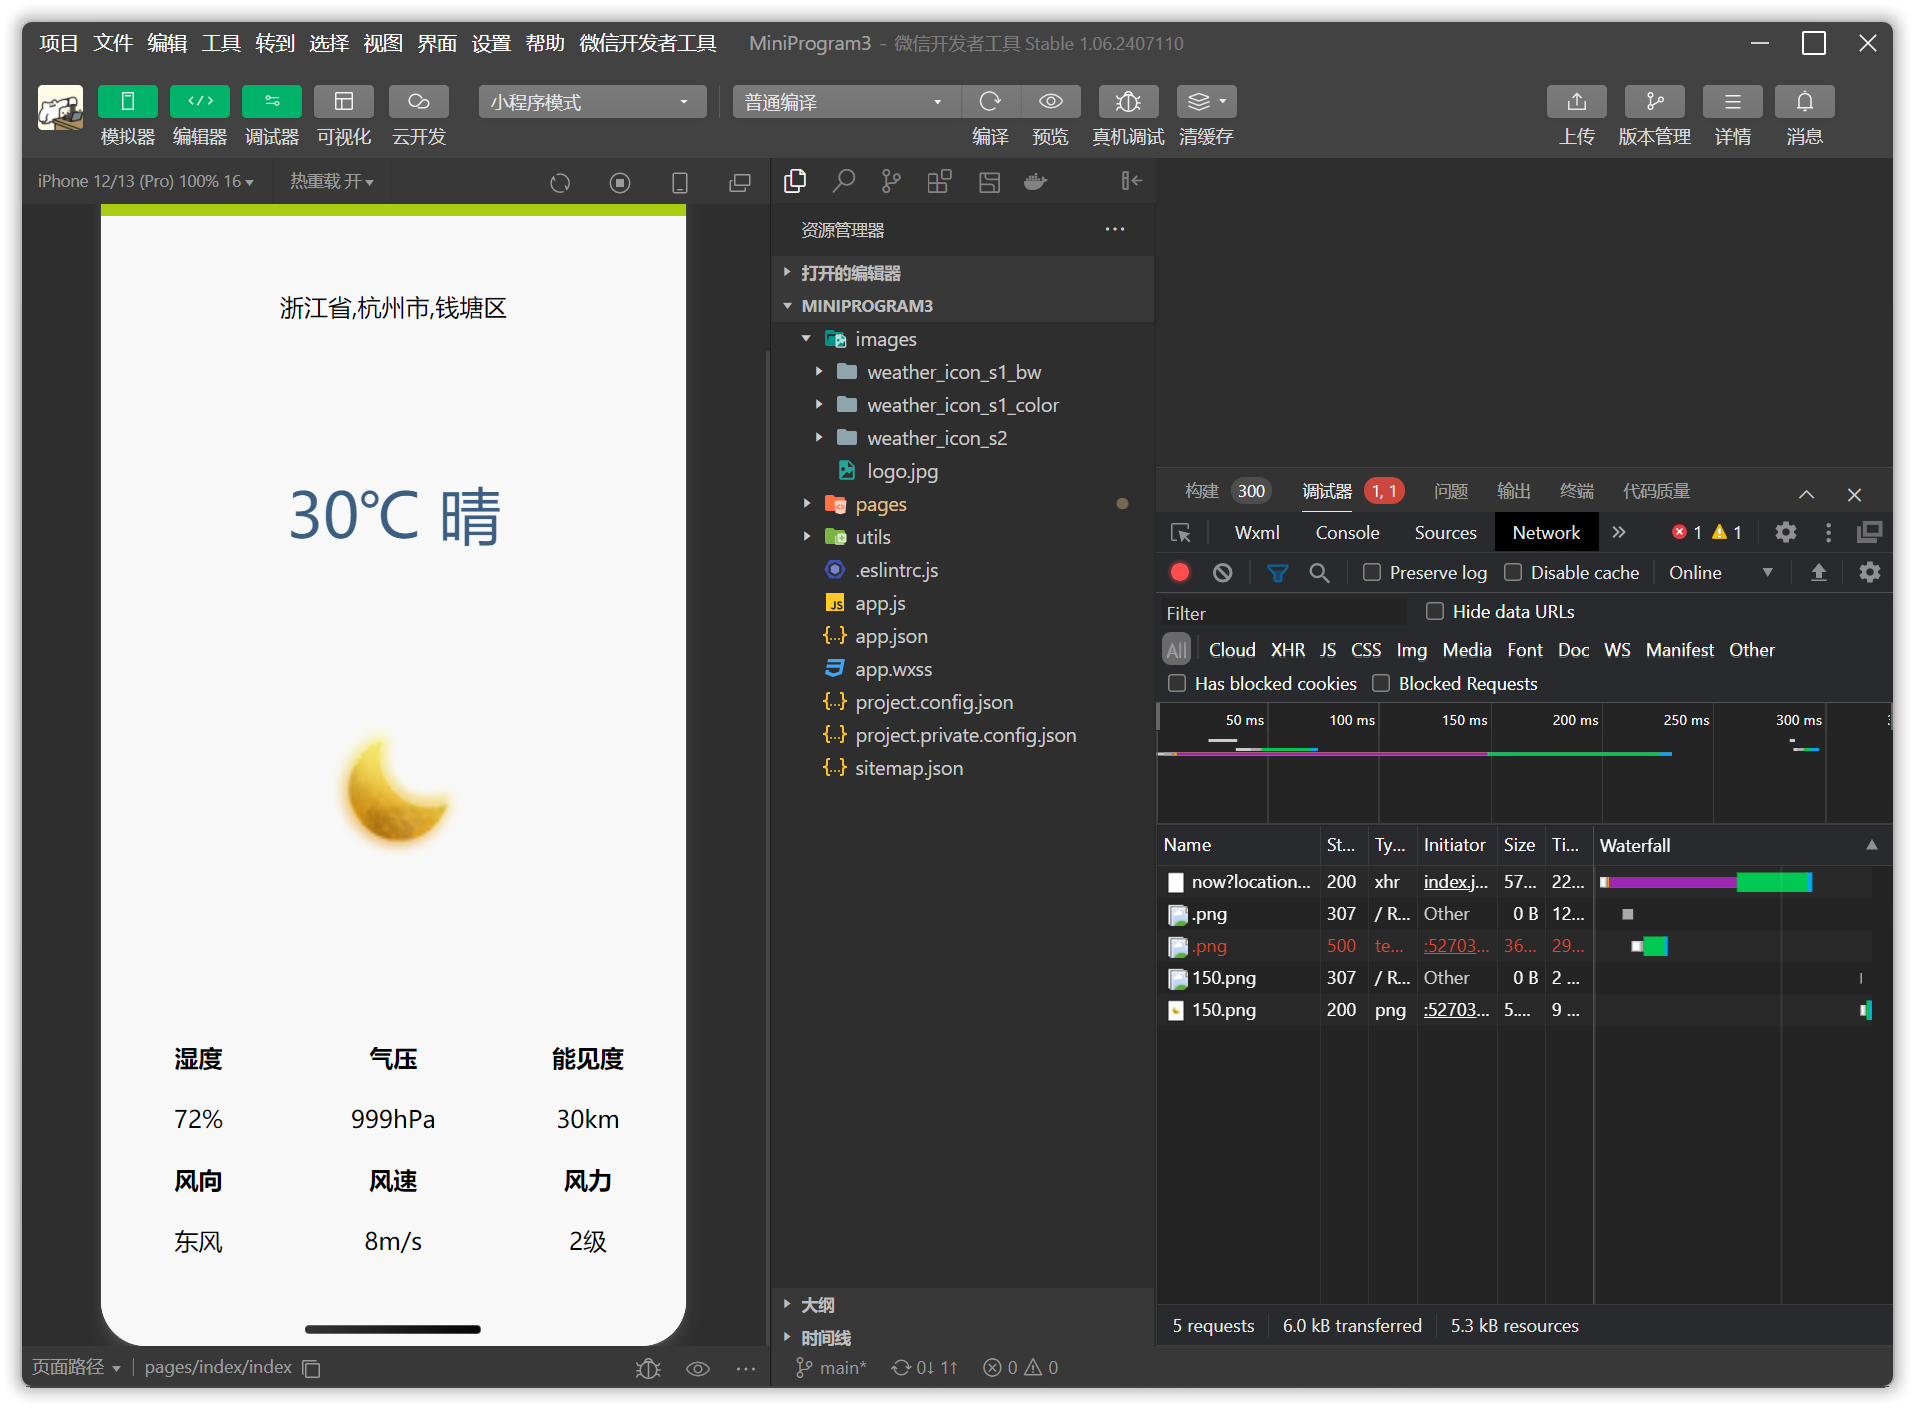 项目 文件 编辑 工具 转到 选择 视图 界面 设置 帮助 微信开发者工具 MiniProgram3 - 微信开发者工具 Stable 1.06.2407110
小程序模式 普通编译
模拟器 编辑器 调试器 可视化 云开发 编译 预览 真机调试 清缓存 上传 版本管理 详情 消息
iPhone 12/13 (Pro) 100% 16 热重载 开
浙江省,杭州市,钱塘区
30℃ 晴
湿度 气压 能见度
72% 999hPa 30km
风向 风速 风力
东风 8m/s 2级
页面路径 pages/index/index
资源管理器
打开的编辑器
MINIPROGRAM3
images
weather_icon_s1_bw
weather_icon_s1_color
weather_icon_s2
logo.jpg
pages
utils
.eslintrc.js
JS app.js
{..} app.json
app.wxss
{..} project.config.json
{..} project.private.config.json
{..} sitemap.json
大纲
时间线
main* 0↓ 1↑ 0 0
构建 300 调试器 1, 1 问题 输出 终端 代码质量
Wxml Console Sources Network 1 1
Preserve log Disable cache Online
Filter Hide data URLs
All Cloud XHR JS CSS Img Media Font Doc WS Manifest Other
Has blocked cookies Blocked Requests
50 ms 100 ms 150 ms 200 ms 250 ms 300 ms
Name St... Ty... Initiator Size Ti... Waterfall
now?location... 200 xhr index.j... 57... 22...
.png 307 / R... Other 0 B 12...
.png 500 te... :52703... 36... 29...
150.png 307 / R... Other 0 B 2 ...
150.png 200 png :52703... 5.... 9 ...
5 requests 6.0 kB transferred 5.3 kB resources